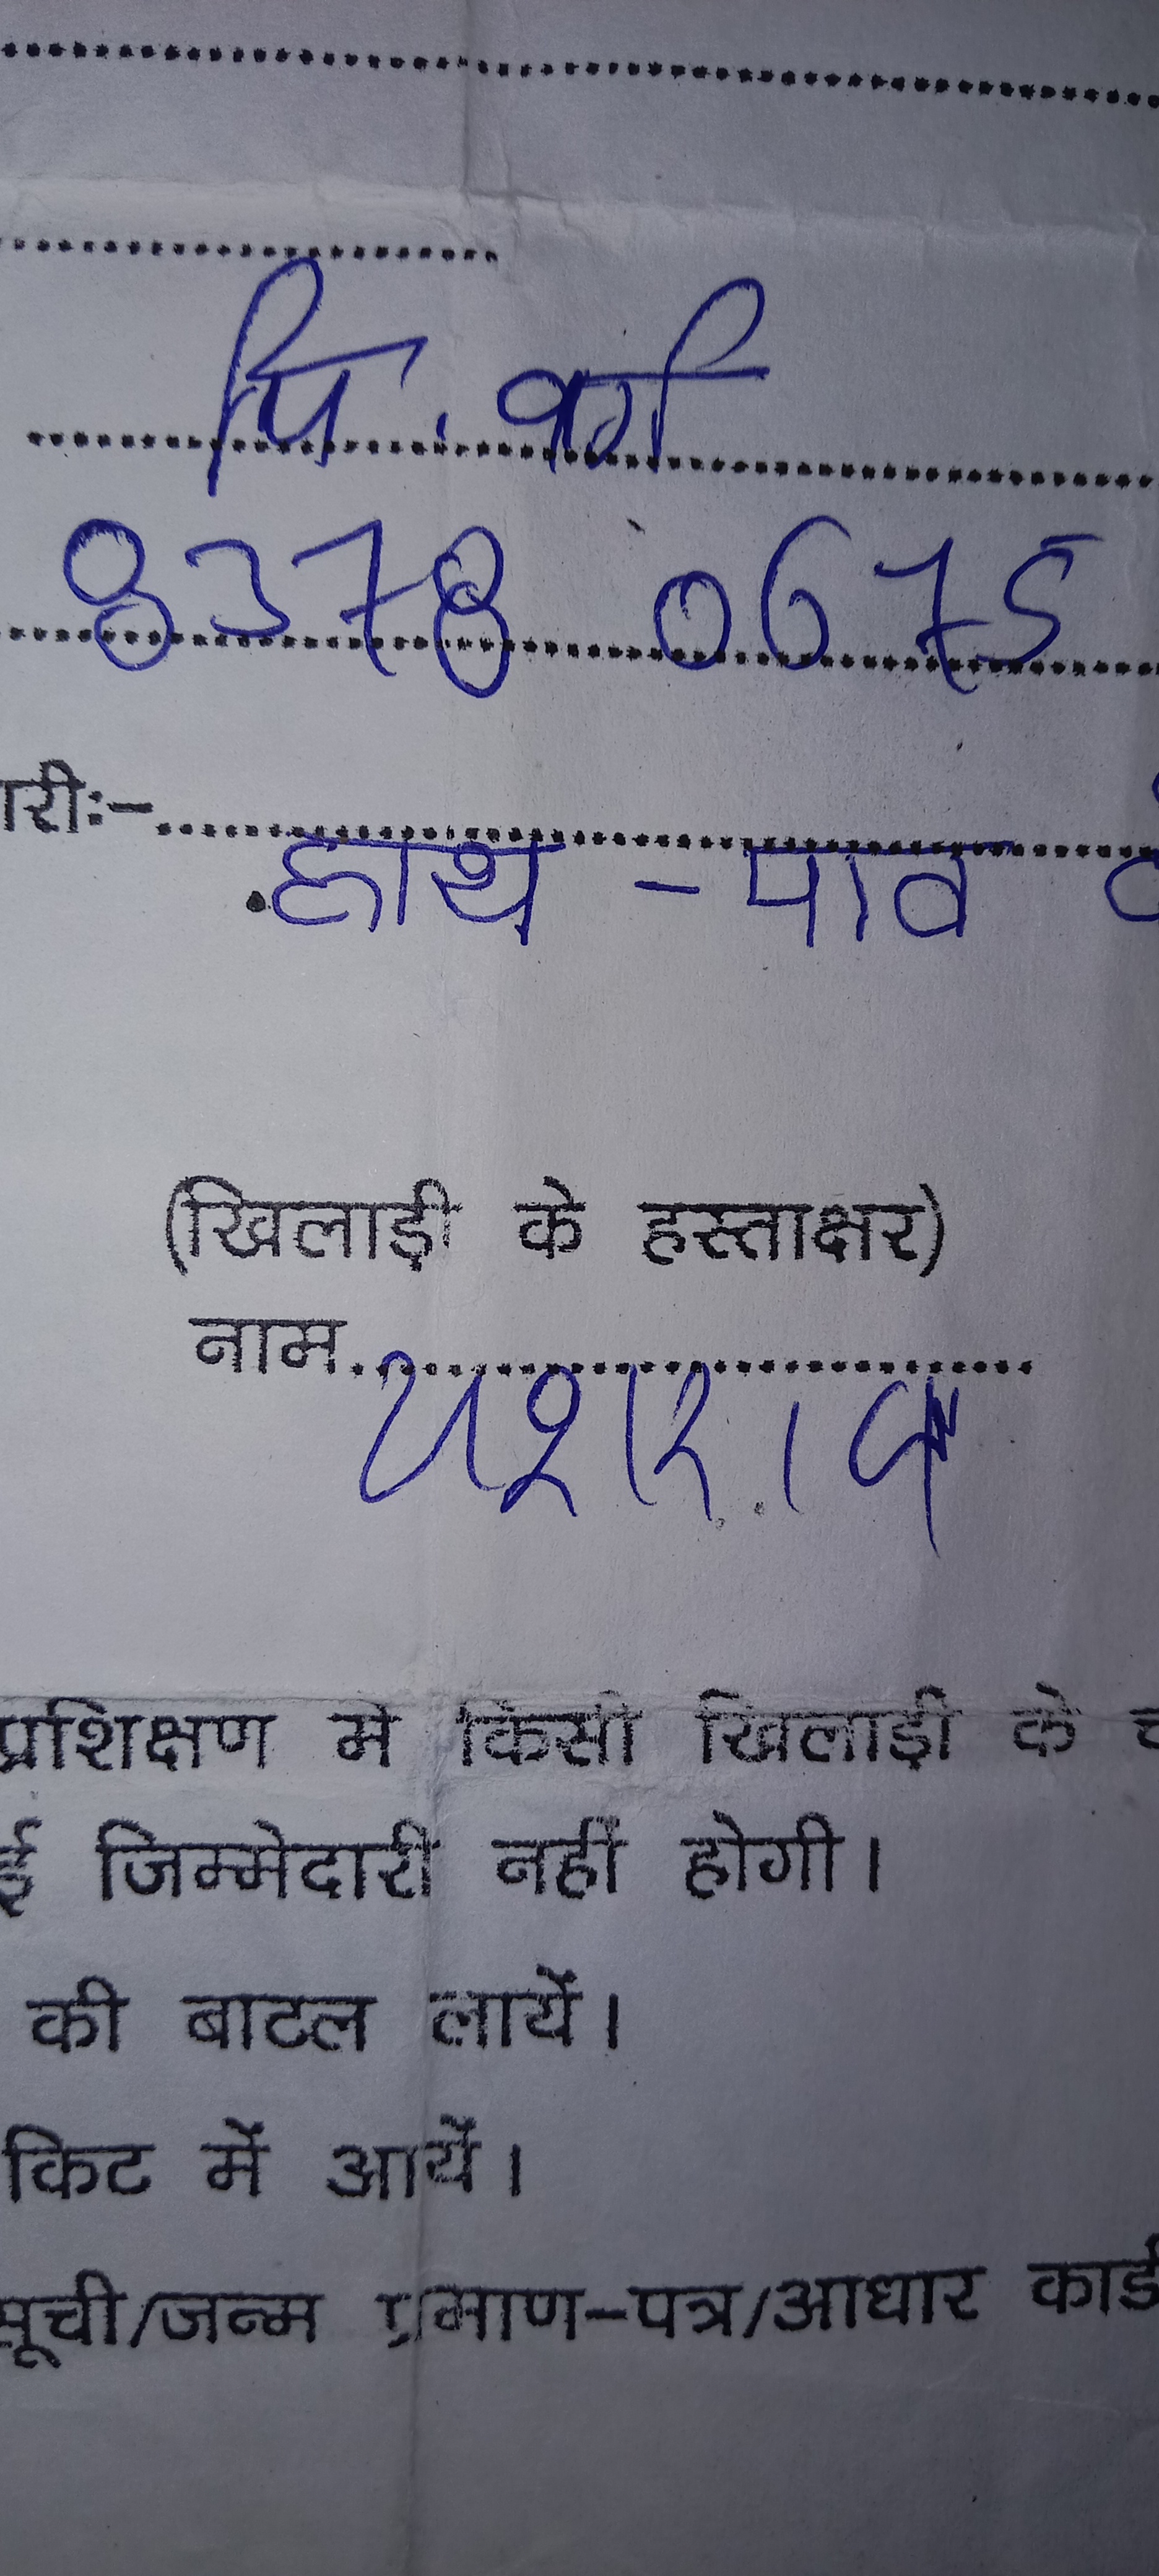 पि. वर्ग
8378 0675
ारीः-
हाथ - पाव
(खिलाड़ी के हस्ताक्षर)
नाम
प्रशिक्षण में किसी खिलाड़ी के
ई जिम्मेदारी नहीं होगी।
की बाटल लायें।
किट में आयें।
सूची/जन्म प्रमाण-पत्र/आधार कार्ड